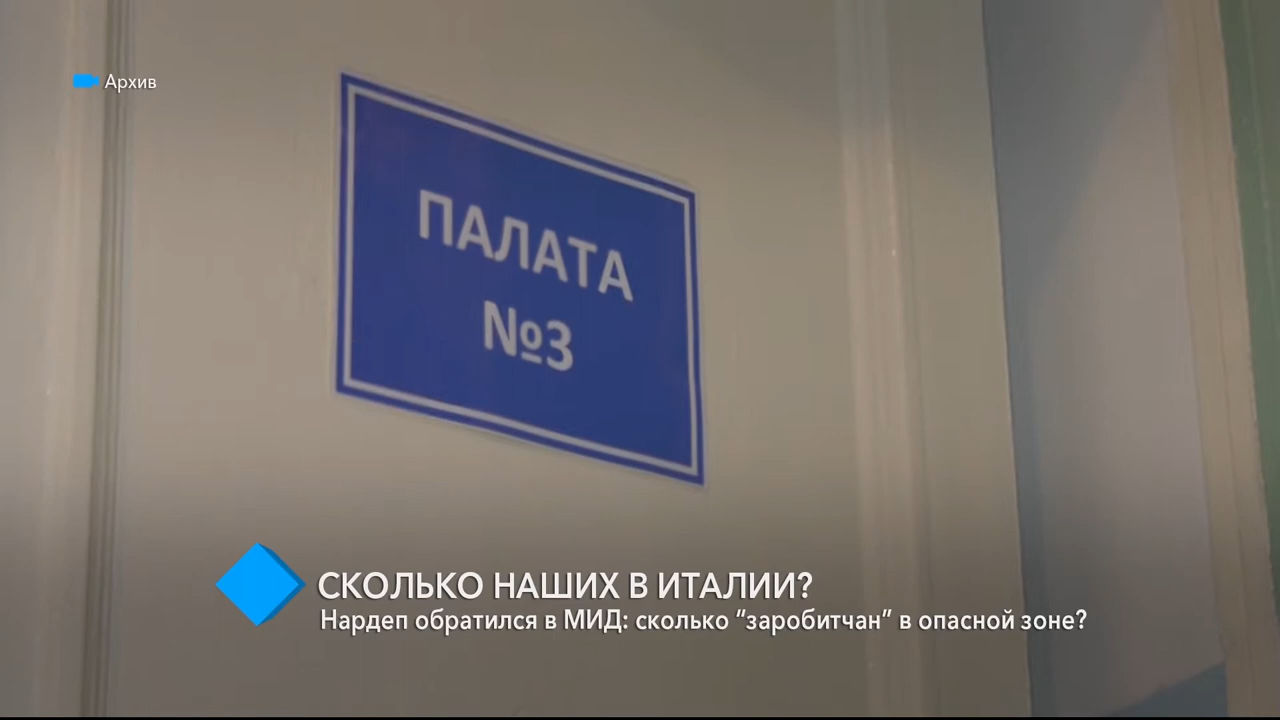 Архив
ПАЛАТА
№3
СКОЛЬКО НАШИХ В ИТАЛИИ?
Нардеп обратился в МИД: сколько “заробитчан” в опасной зоне?